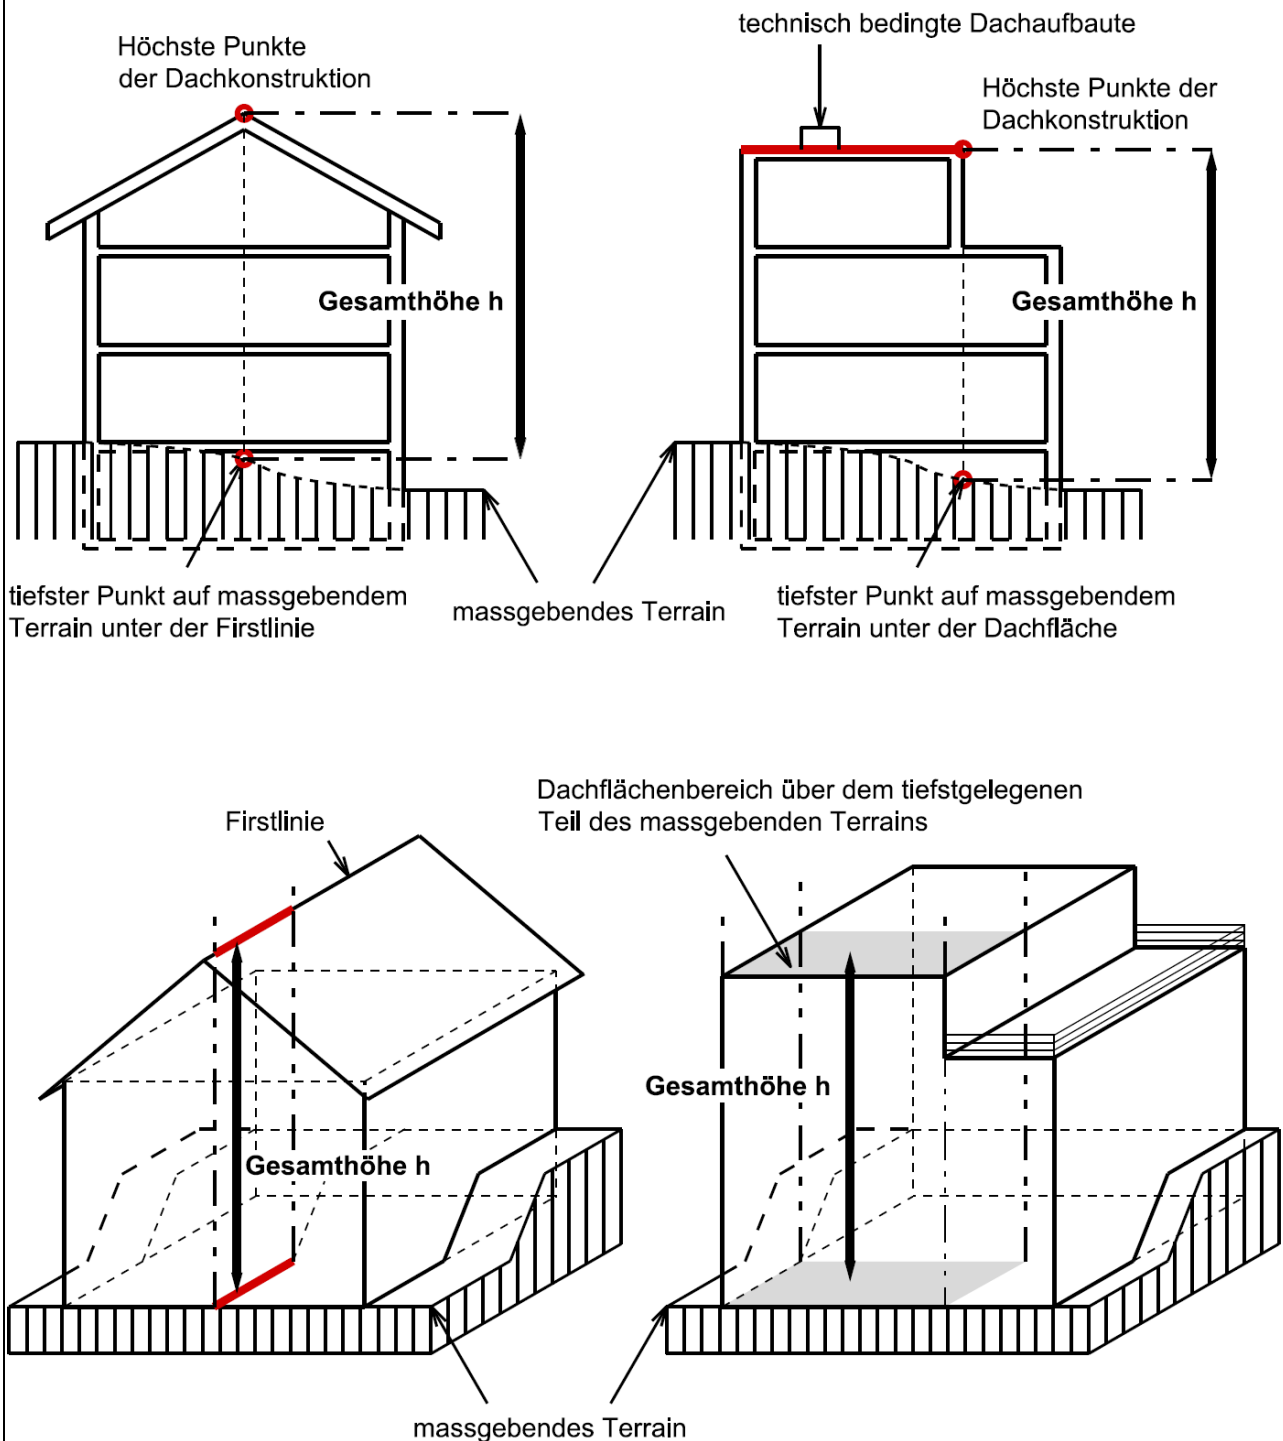 technisch bedingte Dachaufbaute
Höchste Punkte
der Dachkonstruktion
Höchste Punkte der
Dachkonstruktion
Gesamthöhe h
Gesamthöhe h
tiefster Punkt auf massgebendem
Terrain unter der Firstlinie
massgebendes Terrain
tiefster Punkt auf massgebendem
Terrain unter der Dachfläche
Dachflächenbereich über dem tiefstgelegenen
Teil des massgebenden Terrains
Firstlinie
Gesamthöhe h
Gesamthöhe h
massgebendes Terrain